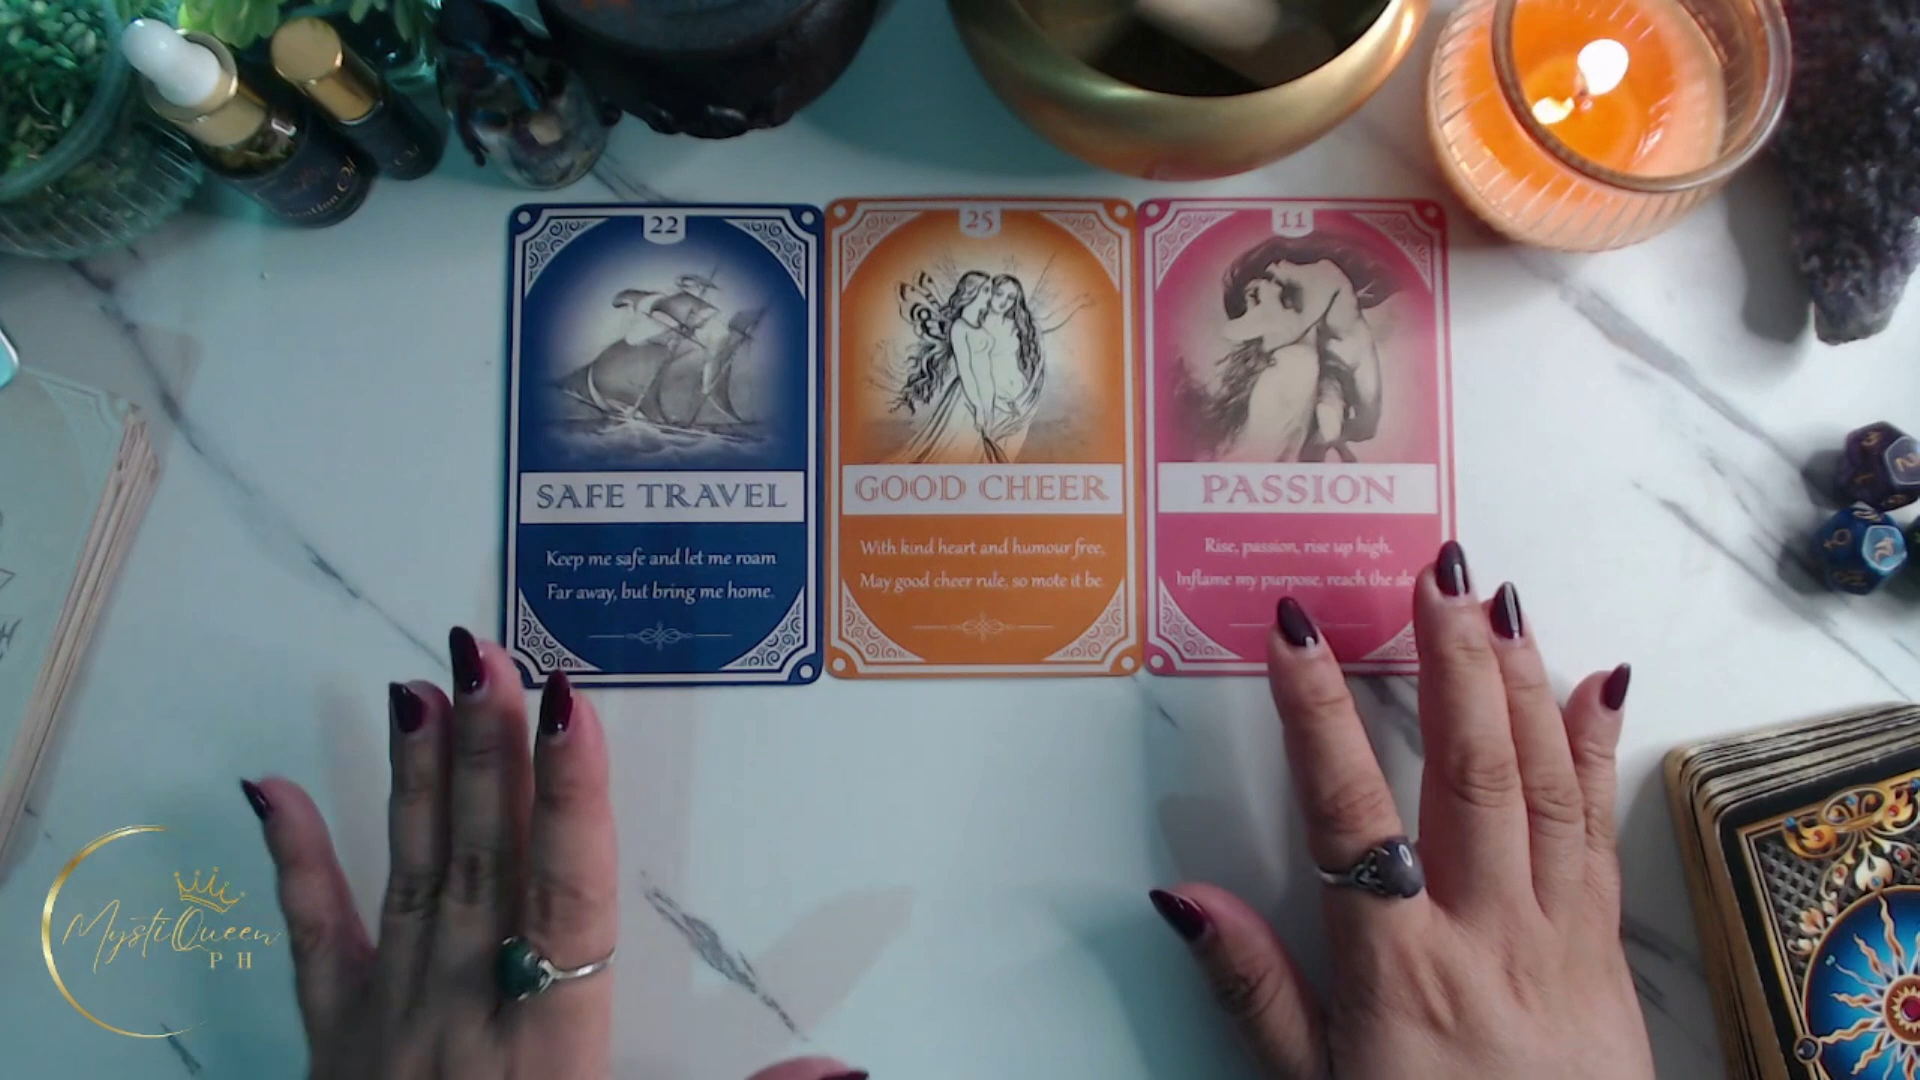 22
SAFE TRAVEL
Keep me safe and let me roam
Far away, but bring me home.
25
GOOD CHEER
With kind heart and humour free,
May good cheer rule, so mote it be.
11
PASSION
Rise, passion, rise up high,
Inflame my purpose, reach the
MystiQueen
PH